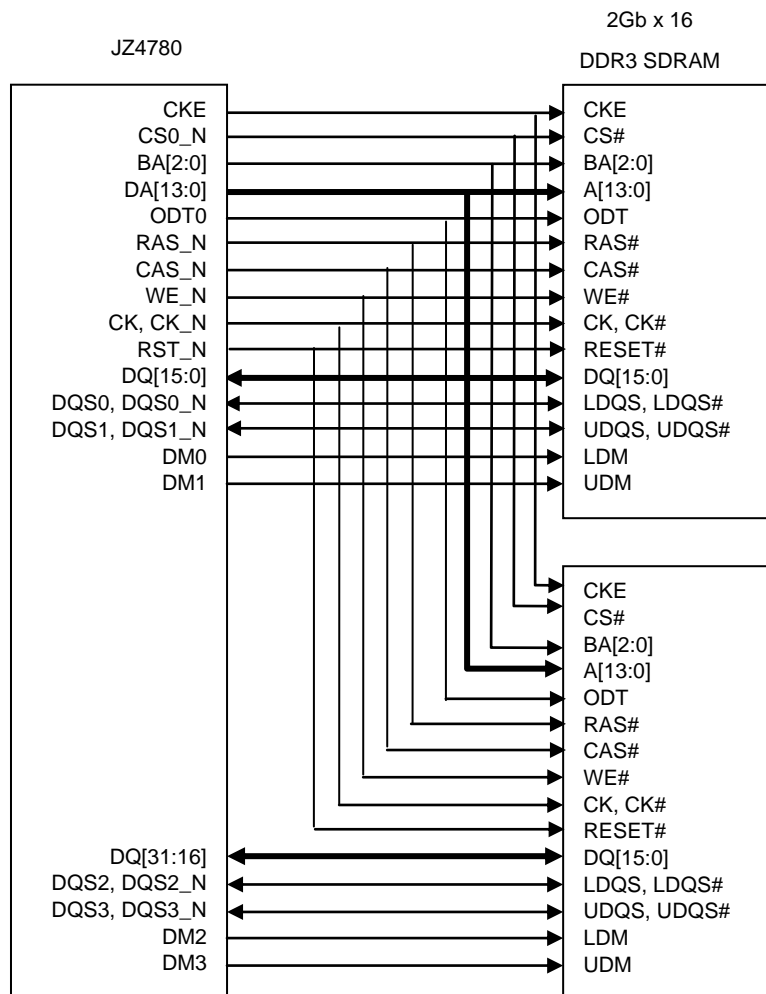 JZ4780
2Gb x 16
DDR3 SDRAM
CKE
CS0_N
BA[2:0]
DA[13:0]
ODT0
RAS_N
CAS_N
WE_N
CK, CK_N
RST_N
DQ[15:0]
DQS0, DQS0_N
DQS1, DQS1_N
DM0
DM1
DQ[31:16]
DQS2, DQS2_N
DQS3, DQS3_N
DM2
DM3
CKE
CS#
BA[2:0]
A[13:0]
ODT
RAS#
CAS#
WE#
CK, CK#
RESET#
DQ[15:0]
LDQS, LDQS#
UDQS, UDQS#
LDM
UDM
CKE
CS#
BA[2:0]
A[13:0]
ODT
RAS#
CAS#
WE#
CK, CK#
RESET#
DQ[15:0]
LDQS, LDQS#
UDQS, UDQS#
LDM
UDM